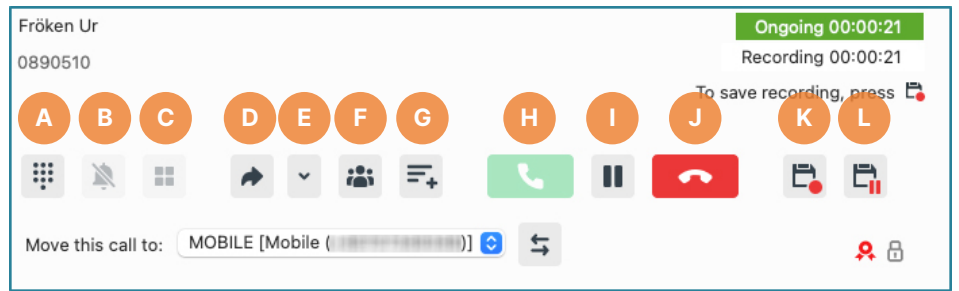 Fröken Ur
Ongoing 00:00:21
0890510
Recording 00:00:21
To save recording, press
A B C D E F G H I J K L
Move this call to: MOBILE [Mobile ( )]